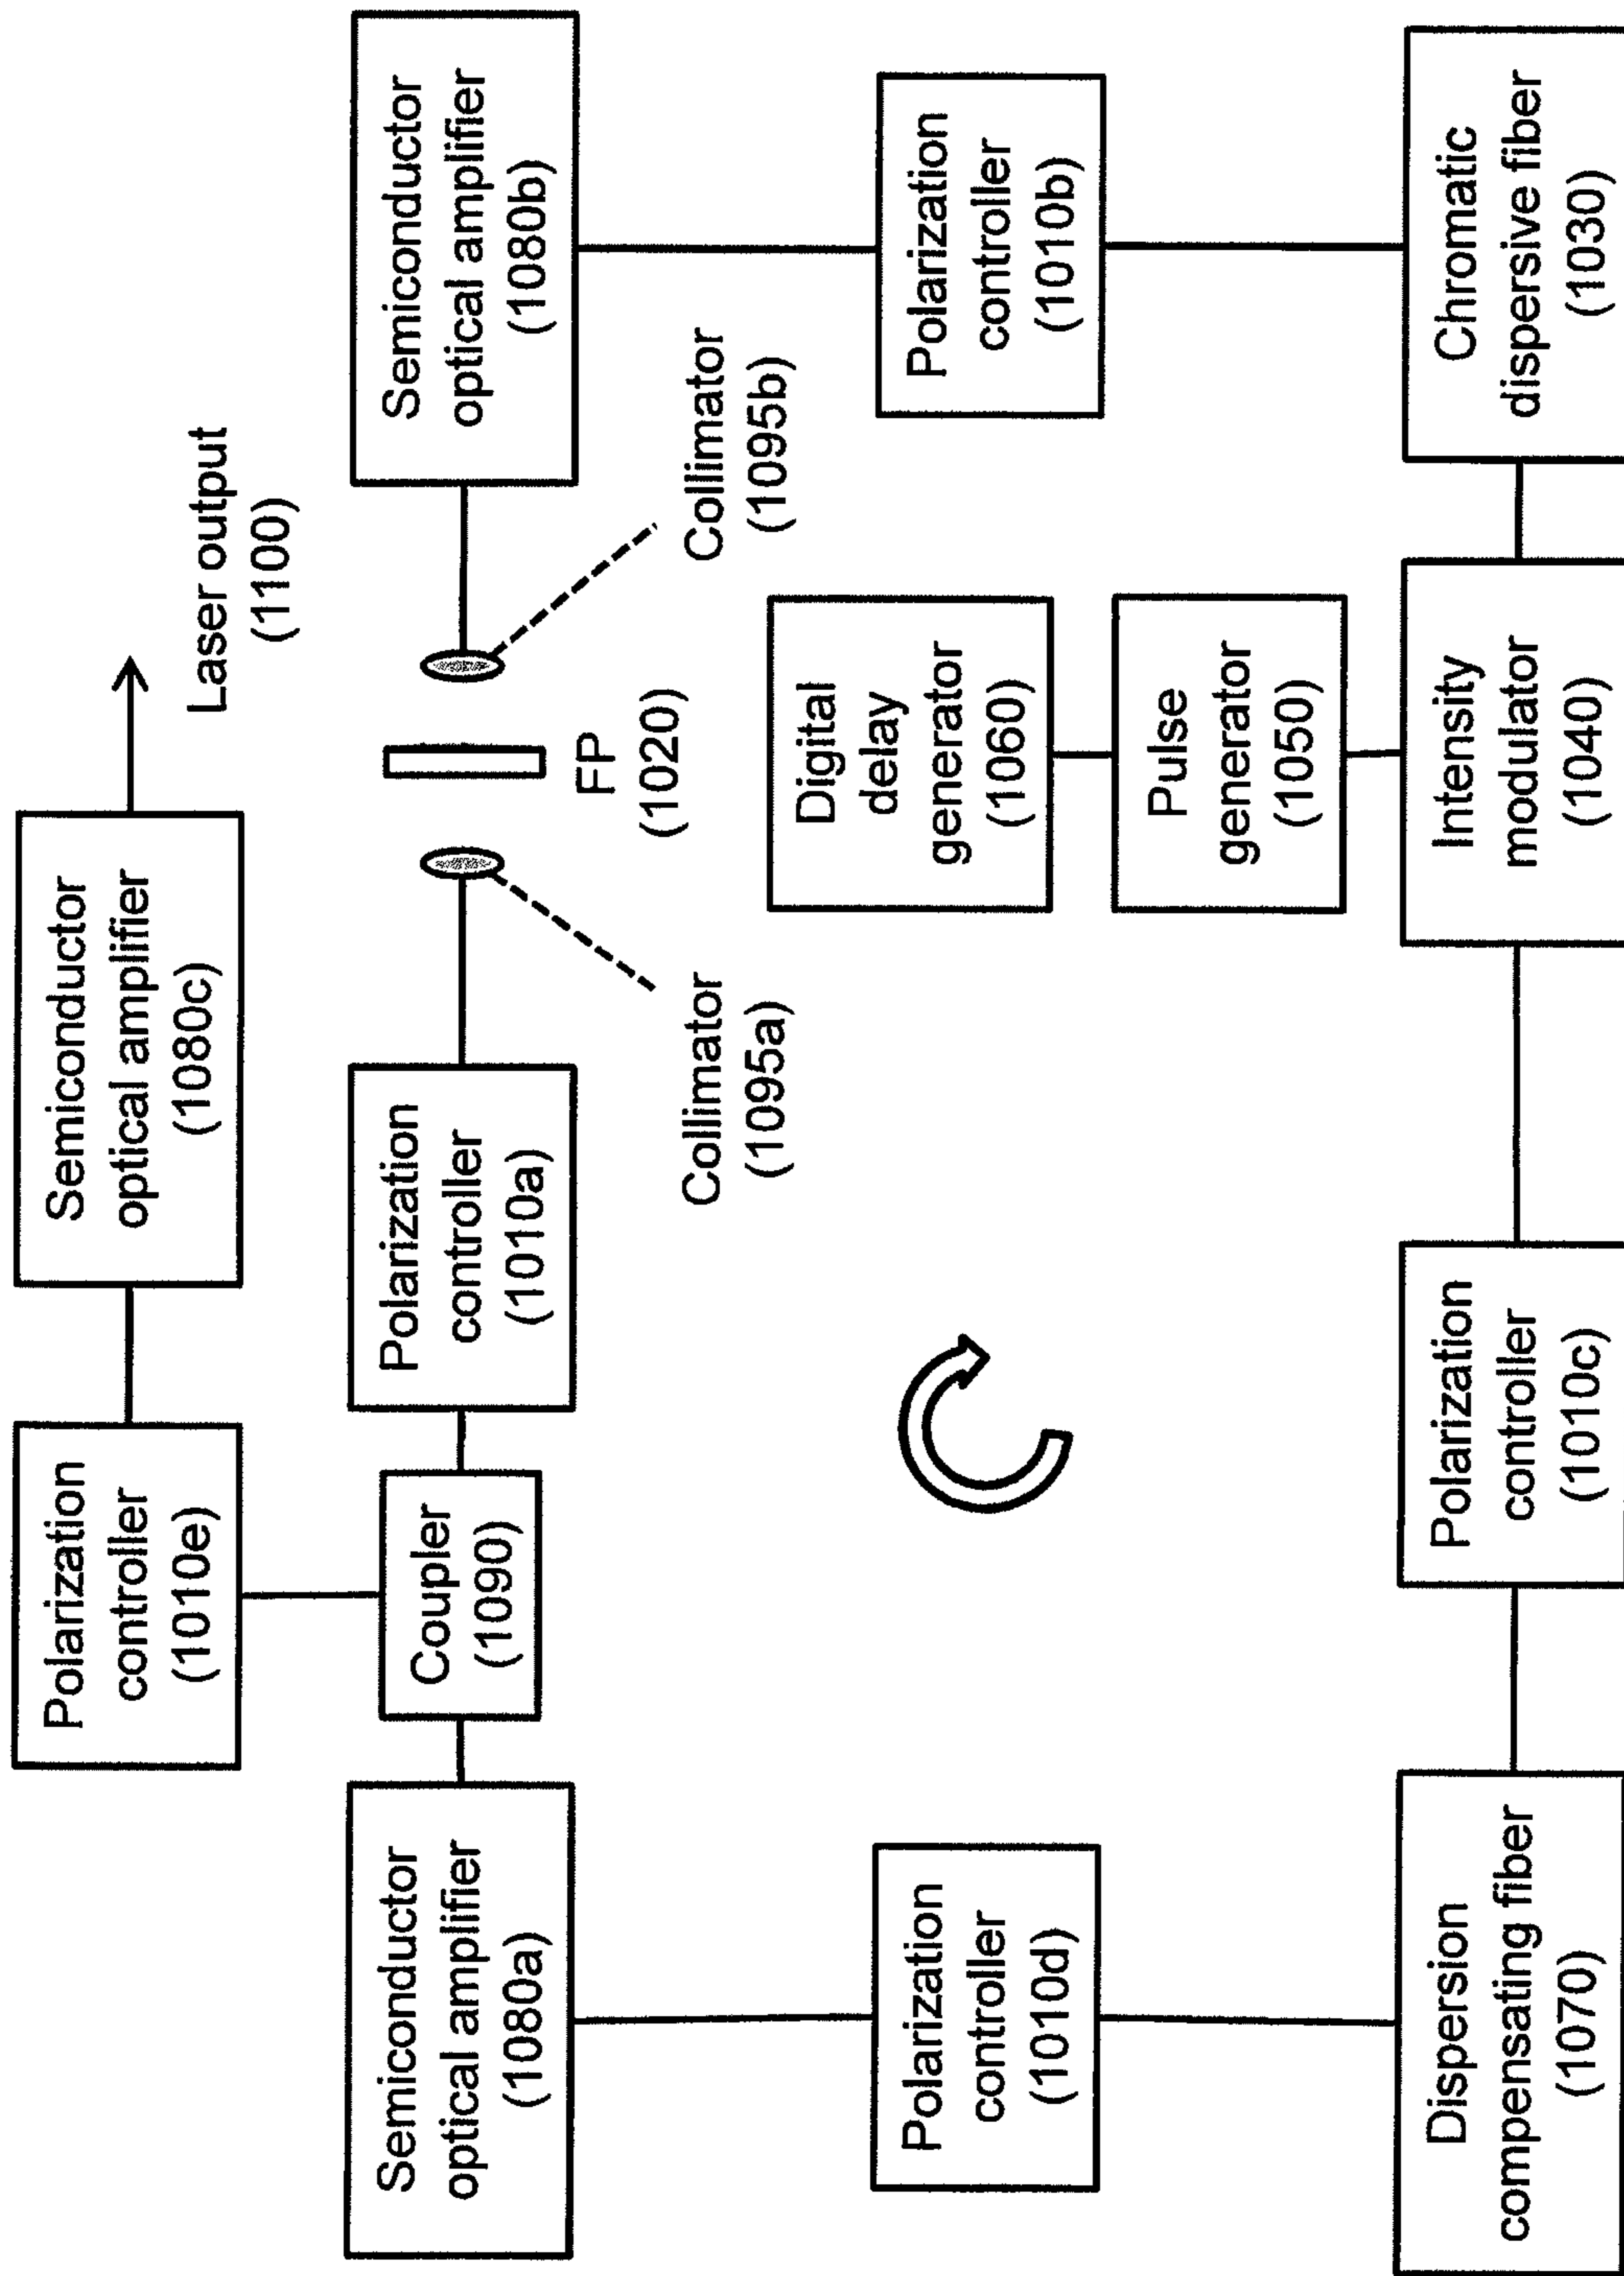 Polarization
controller
(1010e)
Semiconductor
optical amplifier
(1080c)
Laser output
(1100)
Semiconductor
optical amplifier
(1080a)
Coupler
(1090)
Polarization
controller
(1010a)
Collimator
(1095a)
FP
(1020)
Collimator
(1095b)
Semiconductor
optical amplifier
(1080b)
Polarization
controller
(1010d)
Digital
delay
generator
(1060)
Pulse
generator
(1050)
Polarization
controller
(1010b)
Dispersion
compensating fiber
(1070)
Polarization
controller
(1010c)
Intensity
modulator
(1040)
Chromatic
dispersive fiber
(1030)